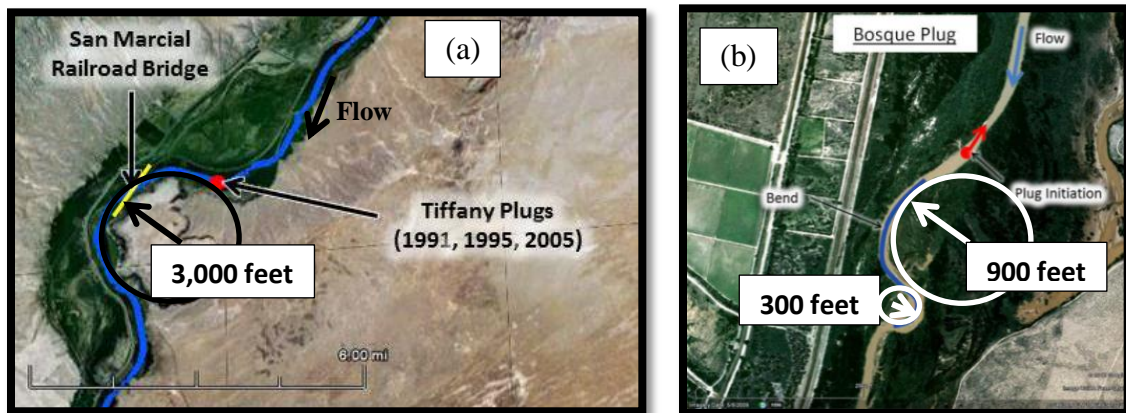 (a)
San Marcial
Railroad Bridge
Flow
Tiffany Plugs
(1991, 1995, 2005)
3,000 feet
6.00 mi
(b)
Bosque Plug
Flow
Plug Initiation
Bend
900 feet
300 feet